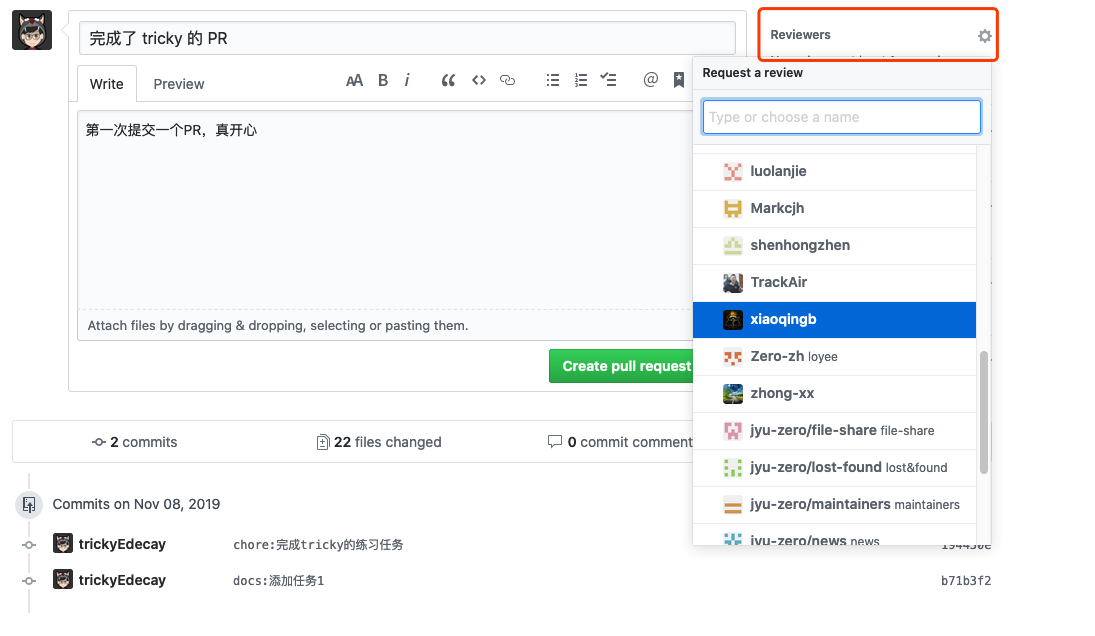 完成了 tricky 的 PR
Reviewers
Write
Preview
AA B i
Request a review
Type or choose a name
第一次提交一个PR，真开心
luolanjie
Markcjh
shenhongzhen
TrackAir
xiaoqingb
Zero-zh loyee
zhong-xx
jyu-zero/file-share file-share
jyu-zero/lost-found lost&found
jyu-zero/maintainers maintainers
jyu-zero/news news
Attach files by dragging & dropping, selecting or pasting them.
Create pull request
2 commits
22 files changed
0 commit comment
Commits on Nov 08, 2019
trickyEdecay chore:完成tricky的练习任务
trickyEdecay docs:添加任务1 b71b3f2